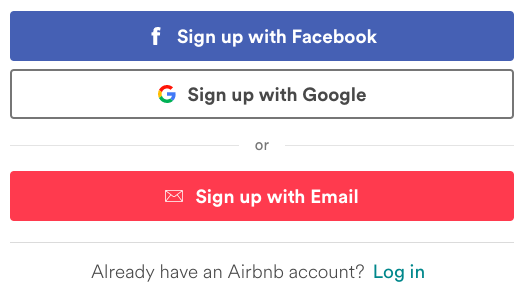 Sign up with Facebook
Sign up with Google
or
Sign up with Email
Already have an Airbnb account? Log in